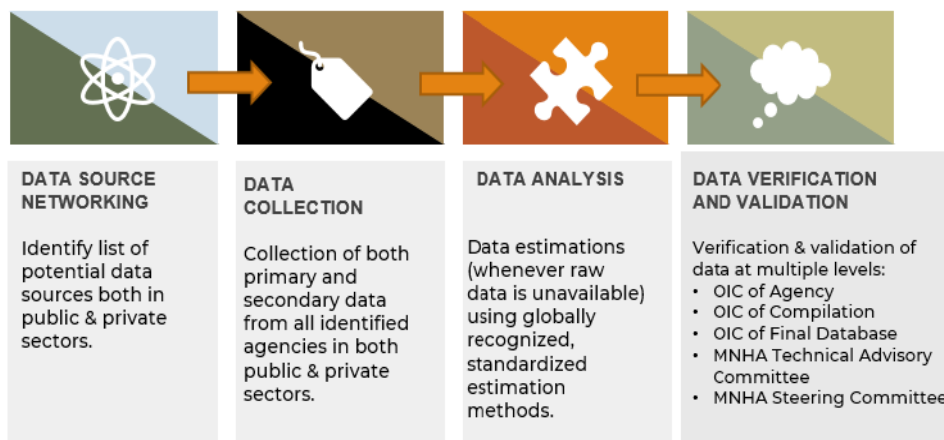 DATA SOURCE
NETWORKING
Identify list of
potential data
sources both in
public & private
sectors.
DATA
COLLECTION
Collection of both
primary and
secondary data
from all identified
agencies in both
public & private
sectors.
DATA ANALYSIS
Data estimations
(whenever raw
data is unavailable)
using globally
recognized,
standardized
estimation
methods.
DATA VERIFICATION
AND VALIDATION
Verification & validation of
data at multiple levels:
• OIC of Agency
• OIC of Compilation
• OIC of Final Database
• MNHA Technical Advisory
Committee
• MNHA Steering Committee